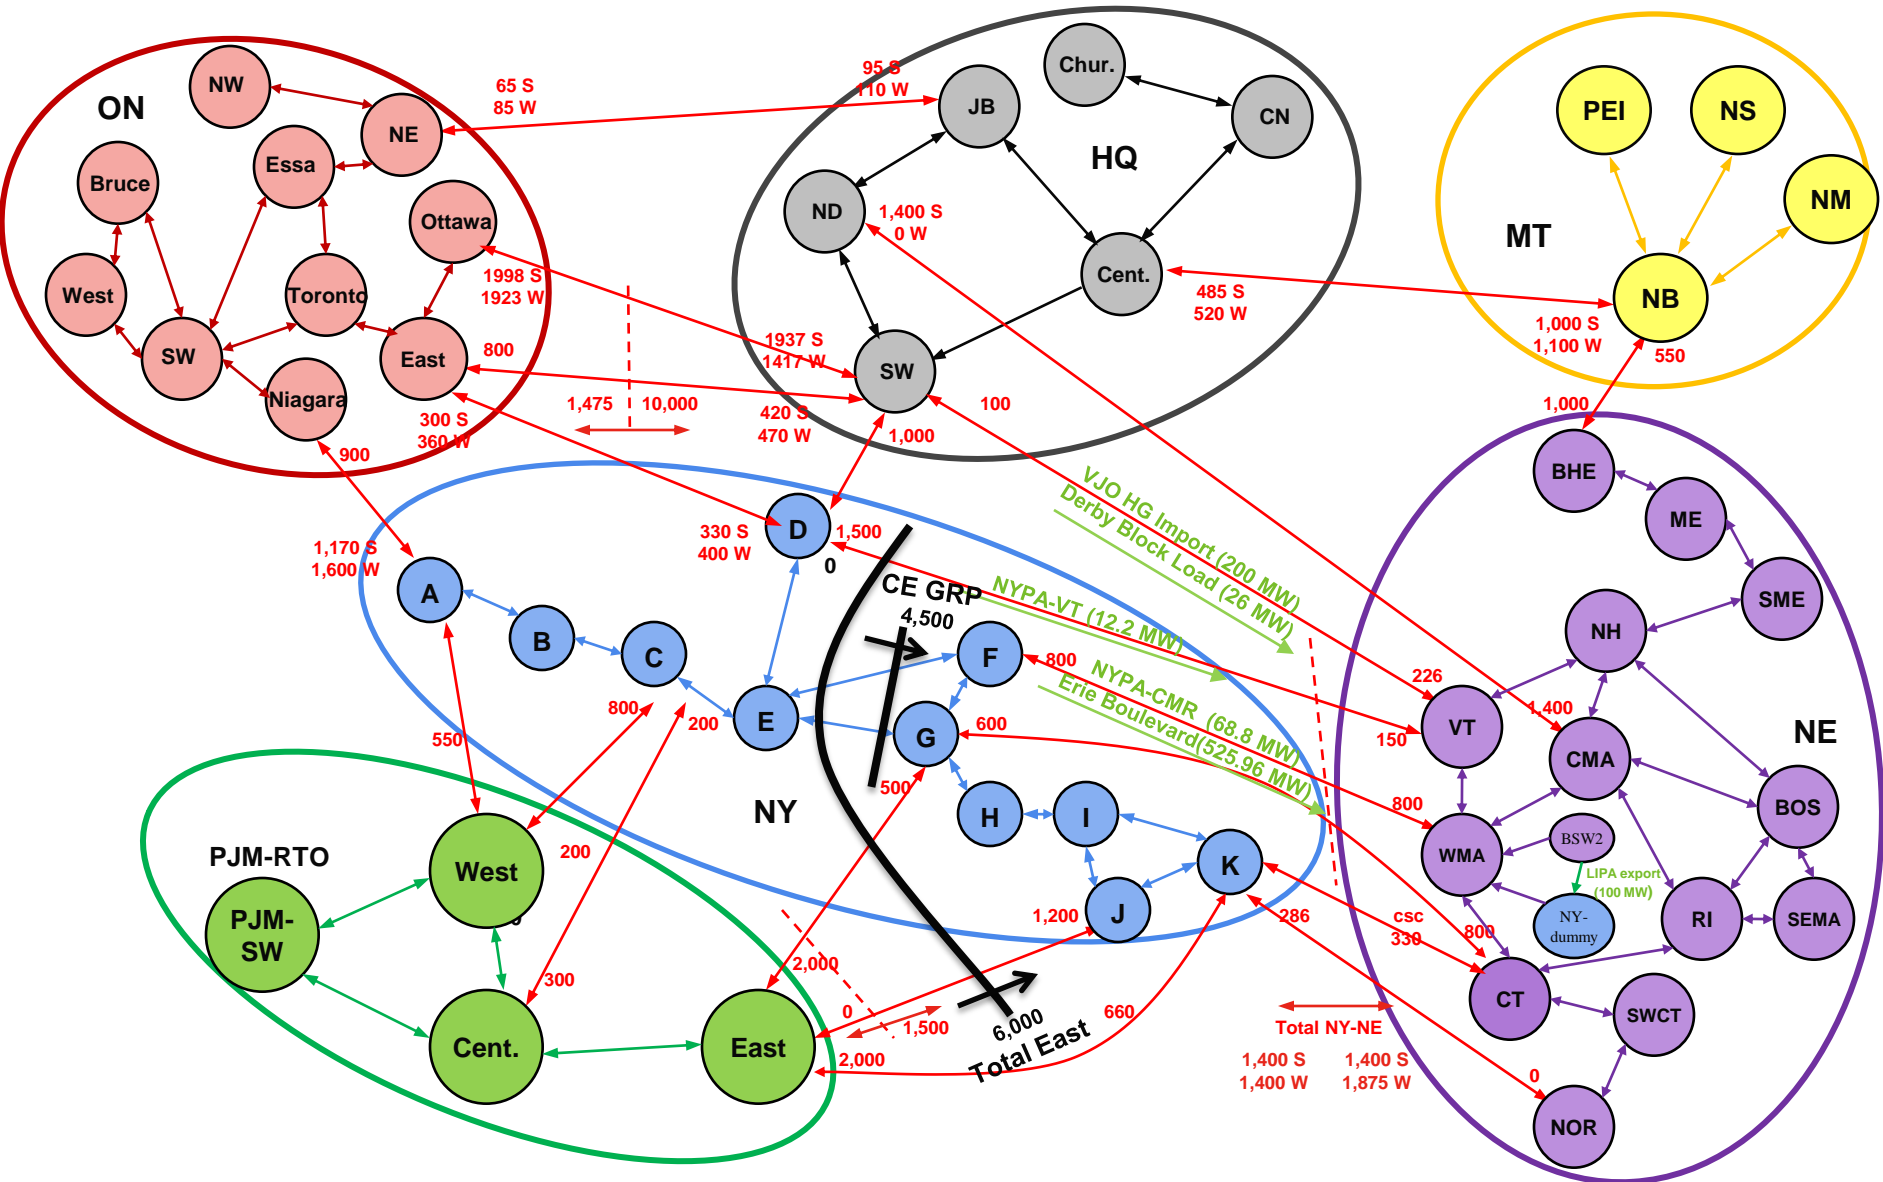 ON
NW
NE
Essa
Bruce
Ottawa
West
Toronto
SW
East
Niagara
65 S
85 W
95 S
110 W
HQ
Chur.
JB
CN
ND
Cent.
SW
1,400 S
0 W
1998 S
1923 W
1937 S
1417 W
800
420 S
470 W
1,475
10,000
300 S
360 W
900
1,000
100
485 S
520 W
MT
PEI
NS
NM
NB
1,000 S
1,100 W
550
1,000
NY
1,170 S
1,600 W
330 S
400 W
D
1,500
0
A
B
C
E
F
G
H
I
J
K
CE GRP
4,500
VJO HG Import (200 MW)
Derby Block Load (26 MW)
NYPA-VT (12.2 MW)
NYPA-CMR (68.8 MW)
Erie Boulevard(525.96 MW)
800
600
500
550
800
200
200
300
1,200
2,000
0
1,500
2,000
660
286
6,000
Total East
PJM-RTO
PJM-
SW
West
Cent.
East
NE
BHE
ME
SME
NH
VT
CMA
BOS
WMA
BSW2
LIPA export
(100 MW)
NY-
dummy
RI
SEMA
CT
SWCT
NOR
226
150
1,400
800
csc
330
800
0
Total NY-NE
1,400 S
1,400 W
1,400 S
1,875 W